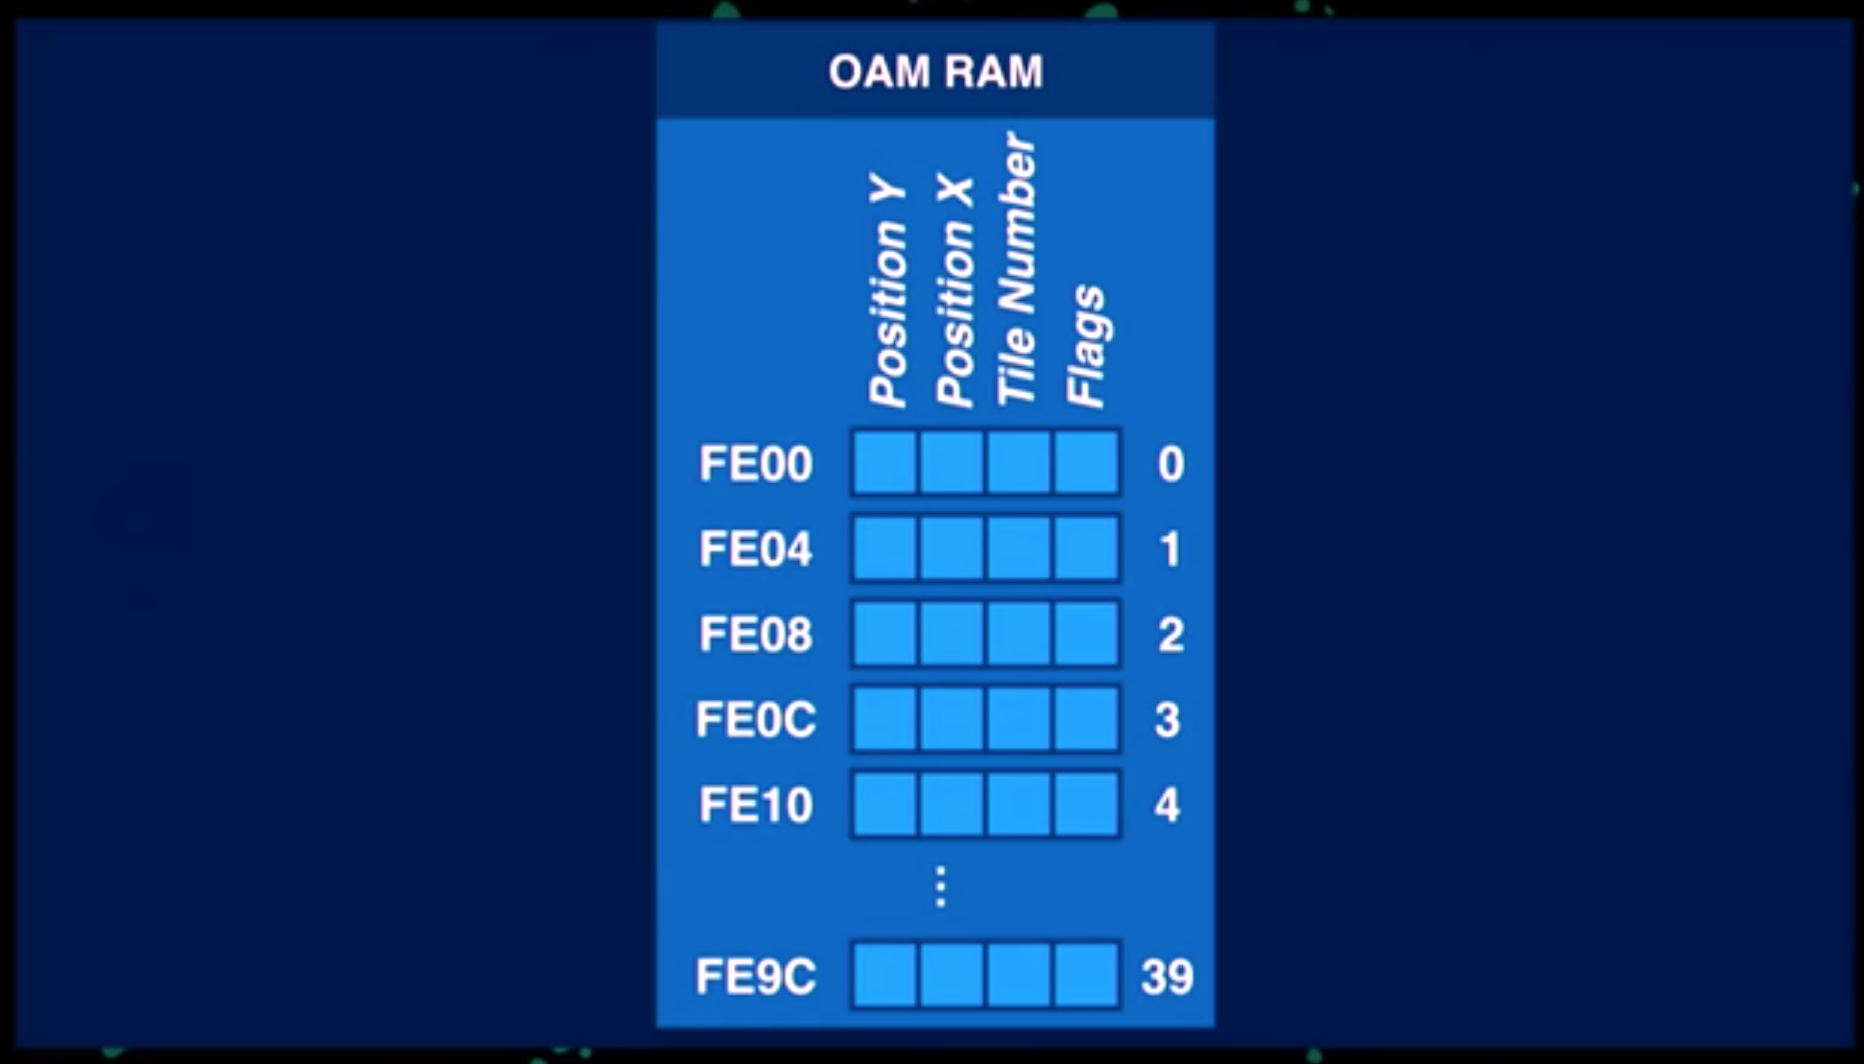 OAM RAM
Position Y
Position X
Tile Number
Flags
FE00 0
FE04 1
FE08 2
FE0C 3
FE10 4
⋮
FE9C 39